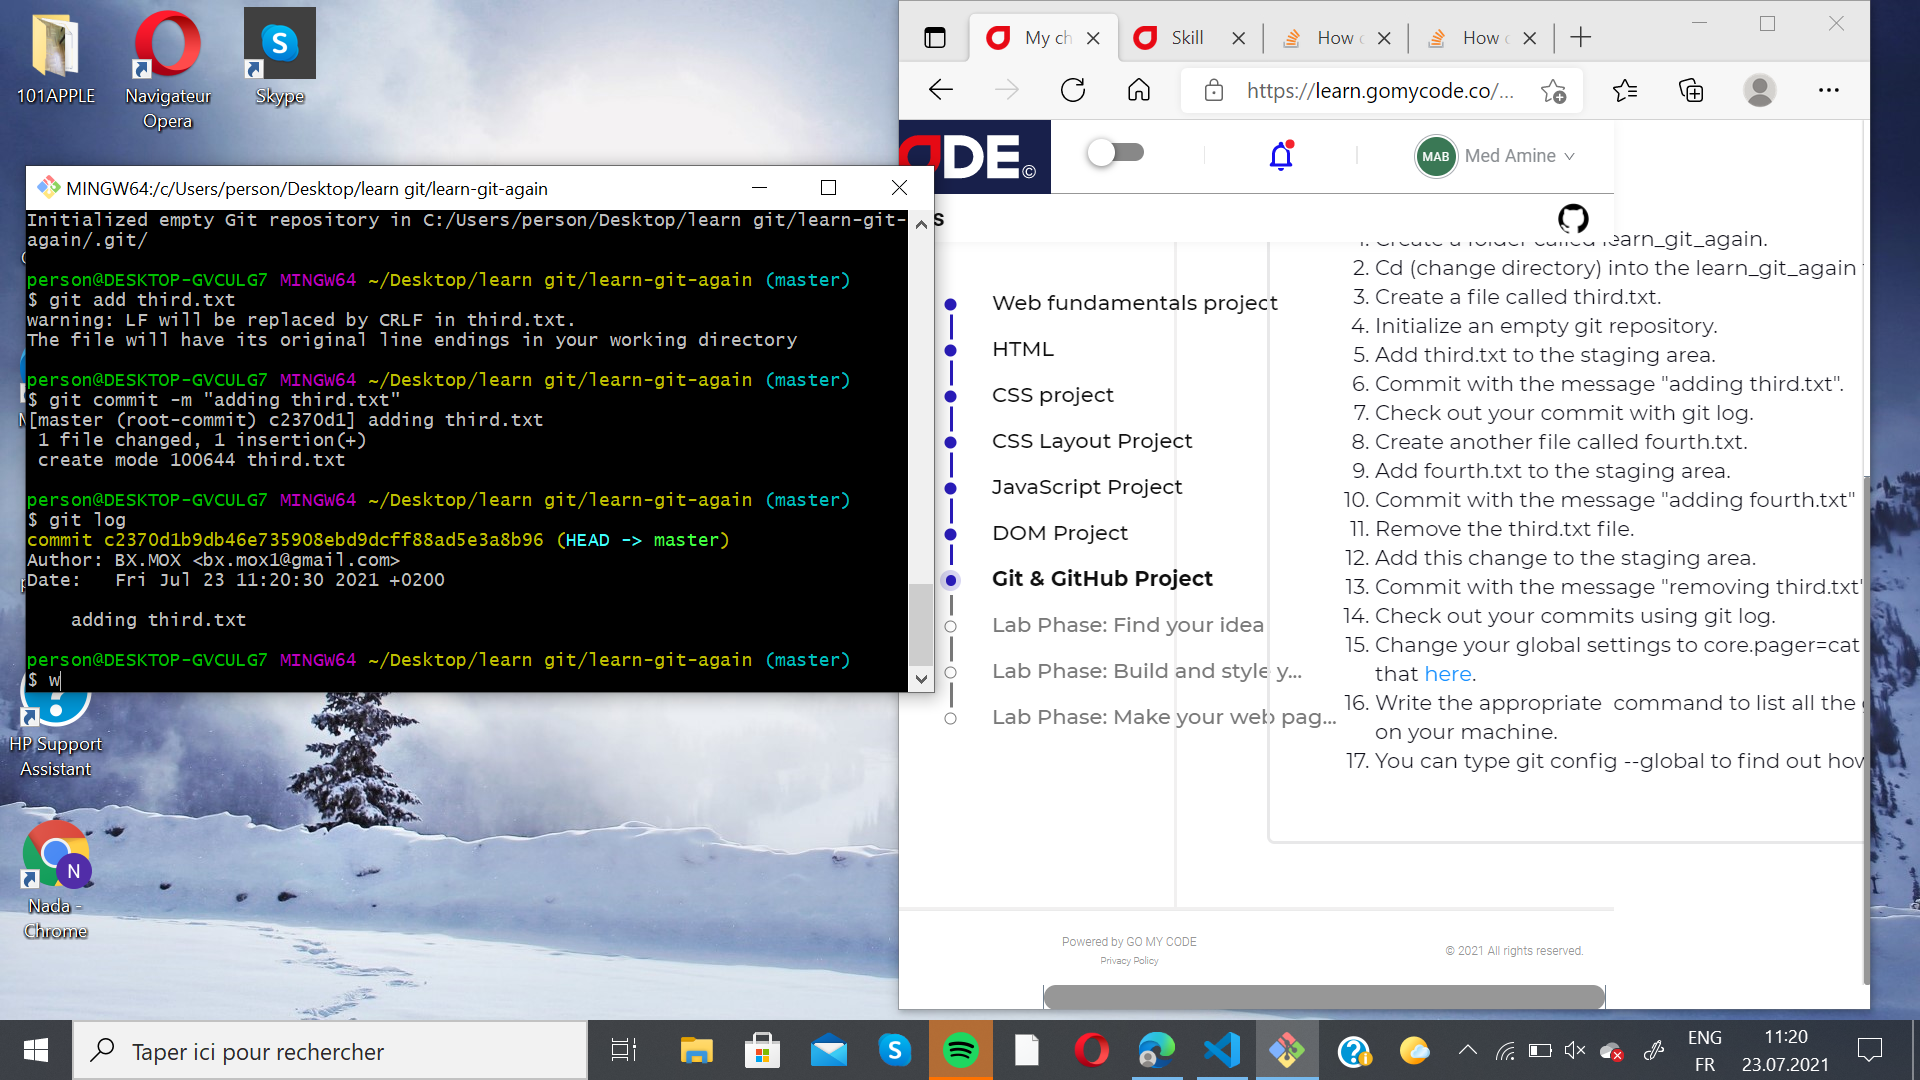 101APPLE
Navigateur
Opera
Skype
MINGW64:/c/Users/person/Desktop/learn git/learn-git-again
Initialized empty Git repository in C:/Users/person/Desktop/learn git/learn-git-
again/.git/
person@DESKTOP-GVCULG7 MINGW64 ~/Desktop/learn git/learn-git-again (master)
$ git add third.txt
warning: LF will be replaced by CRLF in third.txt.
The file will have its original line endings in your working directory
person@DESKTOP-GVCULG7 MINGW64 ~/Desktop/learn git/learn-git-again (master)
$ git commit -m "adding third.txt"
[master (root-commit) c2370d1] adding third.txt
1 file changed, 1 insertion(+)
create mode 100644 third.txt
person@DESKTOP-GVCULG7 MINGW64 ~/Desktop/learn git/learn-git-again (master)
$ git log
commit c2370d1b9db46e735908ebd9dcff88ad5e3a8b96 (HEAD -> master)
Author: BX.MOX <bx.mox1@gmail.com>
Date:   Fri Jul 23 11:20:30 2021 +0200
adding third.txt
person@DESKTOP-GVCULG7 MINGW64 ~/Desktop/learn git/learn-git-again (master)
$ w
HP Support
Assistant
N
Nada -
Chrome
My ch
Skill
How
How
https://learn.gomycode.co/...
DE©
MAB Med Amine
s
Web fundamentals project
HTML
CSS project
CSS Layout Project
JavaScript Project
DOM Project
Git & GitHub Project
Lab Phase: Find your idea
Lab Phase: Build and style y...
Lab Phase: Make your web pag...
1. Create a folder called learn_git_again.
2. Cd (change directory) into the learn_git_again
3. Create a file called third.txt.
4. Initialize an empty git repository.
5. Add third.txt to the staging area.
6. Commit with the message "adding third.txt".
7. Check out your commit with git log.
8. Create another file called fourth.txt.
9. Add fourth.txt to the staging area.
10. Commit with the message "adding fourth.txt"
11. Remove the third.txt file.
12. Add this change to the staging area.
13. Commit with the message "removing third.txt"
14. Check out your commits using git log.
15. Change your global settings to core.pager=cat
that here.
16. Write the appropriate  command to list all the
on your machine.
17. You can type git config --global to find out how
Powered by GO MY CODE
Privacy Policy
© 2021 All rights reserved.
Taper ici pour rechercher
ENG
FR
11:20
23.07.2021